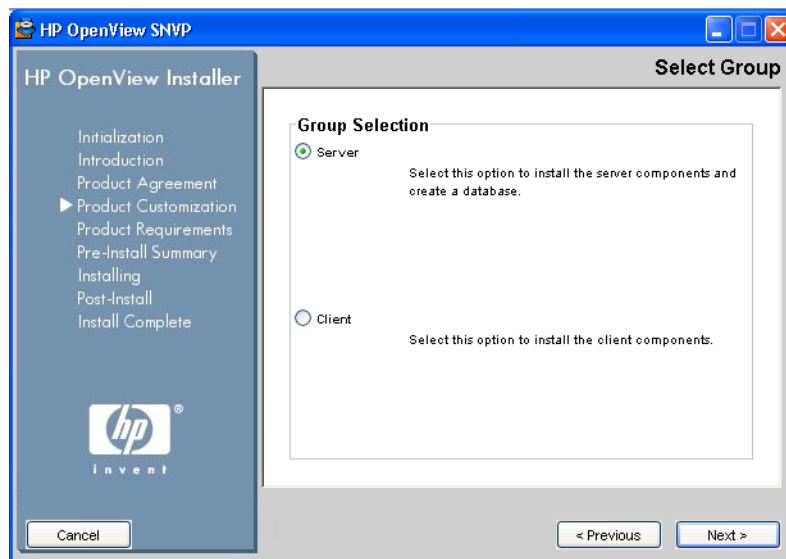 HP OpenView SNVP
Select Group
HP OpenView Installer
Initialization
Introduction
Product Agreement
Product Customization
Product Requirements
Pre-Install Summary
Installing
Post-Install
Install Complete
hp
®
invent
Group Selection
Server
Select this option to install the server components and
create a database.
Client
Select this option to install the client components.
Cancel
< Previous
Next >